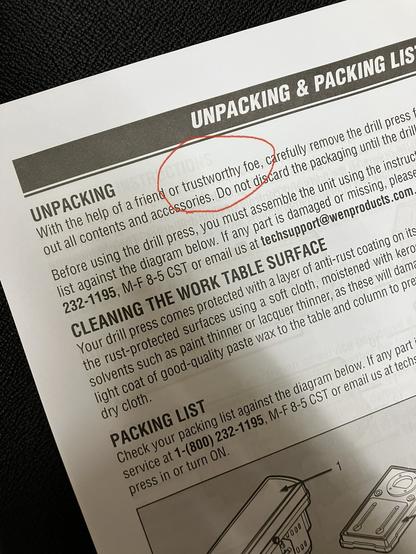 UNPACKING & PACKING LIS
INSTRUCTIONS
UNPACKING
With the help of a friend or trustworthy foe, carefully remove the drill press f
out all contents and accessories. Do not discard the packaging until the dri
Before using the drill press, you must assemble the unit using the instruct
list against the diagram below. If any part is damaged or missing, please
232-1195, M-F 8-5 CST or email us at techsupport@wenproducts.com
CLEANING THE WORK TABLE SURFACE
Your drill press comes protected with a layer of anti-rust coating on its
the rust-protected surfaces using a soft cloth, moistened with kero
solvents such as paint thinner or lacquer thinner, as these will dam
light coat of good-quality paste wax to the table and column to pre
dry cloth.
PACKING LIST
Check your packing list against the diagram below. If any part i
service at 1-(800) 232-1195, M-F 8-5 CST or email us at techs
press in or turn ON.
1